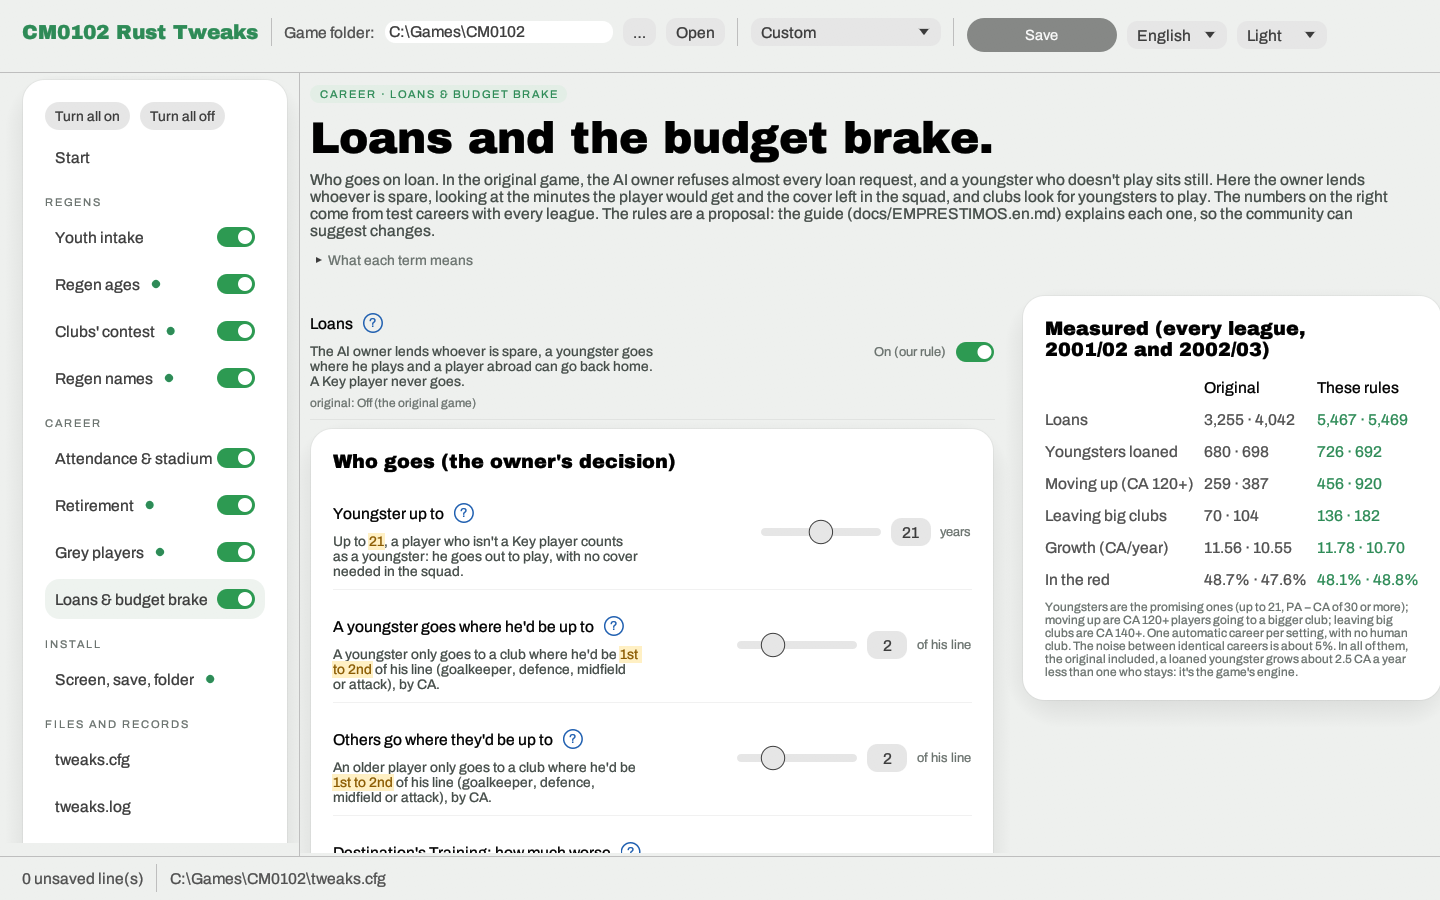 CM0102 Rust Tweaks
Game folder: C:\Games\CM0102 ... Open Custom Save English Light
Turn all on Turn all off
Start
REGENS
Youth intake
Regen ages
Clubs' contest
Regen names
CAREER
Attendance & stadium
Retirement
Grey players
Loans & budget brake
INSTALL
Screen, save, folder
FILES AND RECORDS
tweaks.cfg
tweaks.log
CAREER · LOANS & BUDGET BRAKE
Loans and the budget brake.
Who goes on loan. In the original game, the AI owner refuses almost every loan request, and a youngster who doesn't play sits still. Here the owner lends
whoever is spare, looking at the minutes the player would get and the cover left in the squad, and clubs look for youngsters to play. The numbers on the right
come from test careers with every league. The rules are a proposal: the guide (docs/EMPRESTIMOS.en.md) explains each one, so the community can
suggest changes.
What each term means
Loans ?
The AI owner lends whoever is spare, a youngster goes
where he plays and a player abroad can go back home.
A Key player never goes.
original: Off (the original game)
On (our rule)
Who goes (the owner's decision)
Youngster up to ?
Up to 21, a player who isn't a Key player counts
as a youngster: he goes out to play, with no cover
needed in the squad.
21 years
A youngster goes where he'd be up to ?
A youngster only goes to a club where he'd be 1st
to 2nd of his line (goalkeeper, defence, midfield
or attack), by CA.
2 of his line
Others go where they'd be up to ?
An older player only goes to a club where he'd be
1st to 2nd of his line (goalkeeper, defence,
midfield or attack), by CA.
2 of his line
Destination's Training: how much worse ?
Measured (every league,
2001/02 and 2002/03)
Original These rules
Loans 3,255 · 4,042 5,467 · 5,469
Youngsters loaned 680 · 698 726 · 692
Moving up (CA 120+) 259 · 387 456 · 920
Leaving big clubs 70 · 104 136 · 182
Growth (CA/year) 11.56 · 10.55 11.78 · 10.70
In the red 48.7% · 47.6% 48.1% · 48.8%
Youngsters are the promising ones (up to 21, PA – CA of 30 or more);
moving up are CA 120+ players going to a bigger club; leaving big
clubs are CA 140+. One automatic career per setting, with no human
club. The noise between identical careers is about 5%. In all of them,
the original included, a loaned youngster grows about 2.5 CA a year
less than one who stays: it's the game's engine.
0 unsaved line(s) C:\Games\CM0102\tweaks.cfg